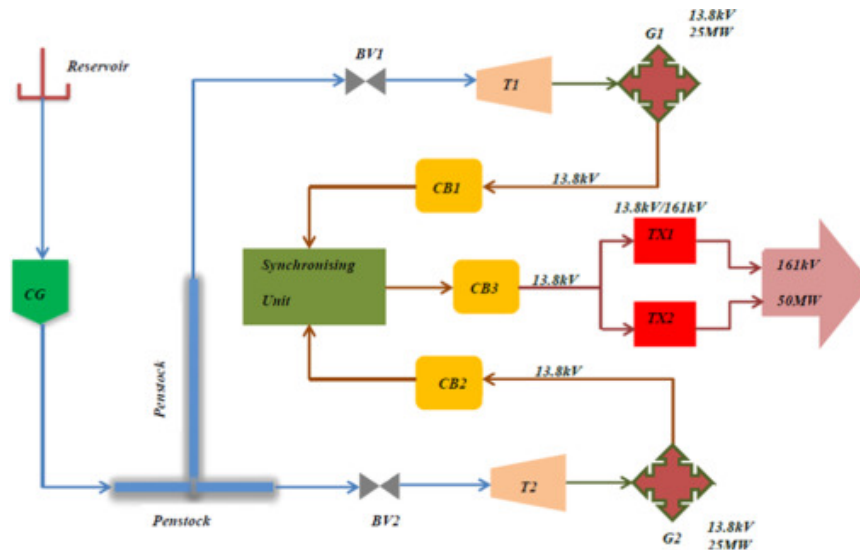 13.8kV
25MW
G1
BV1
Reservoir
T1
13.8kV
CB1
13.8kV/161kV
TX1
Synchronising
Unit
CB3
13.8kV
161kV
50MW
CG
TX2
Penstock
CB2
13.8kV
T2
Penstock
BV2
G2
13.8kV
25MW